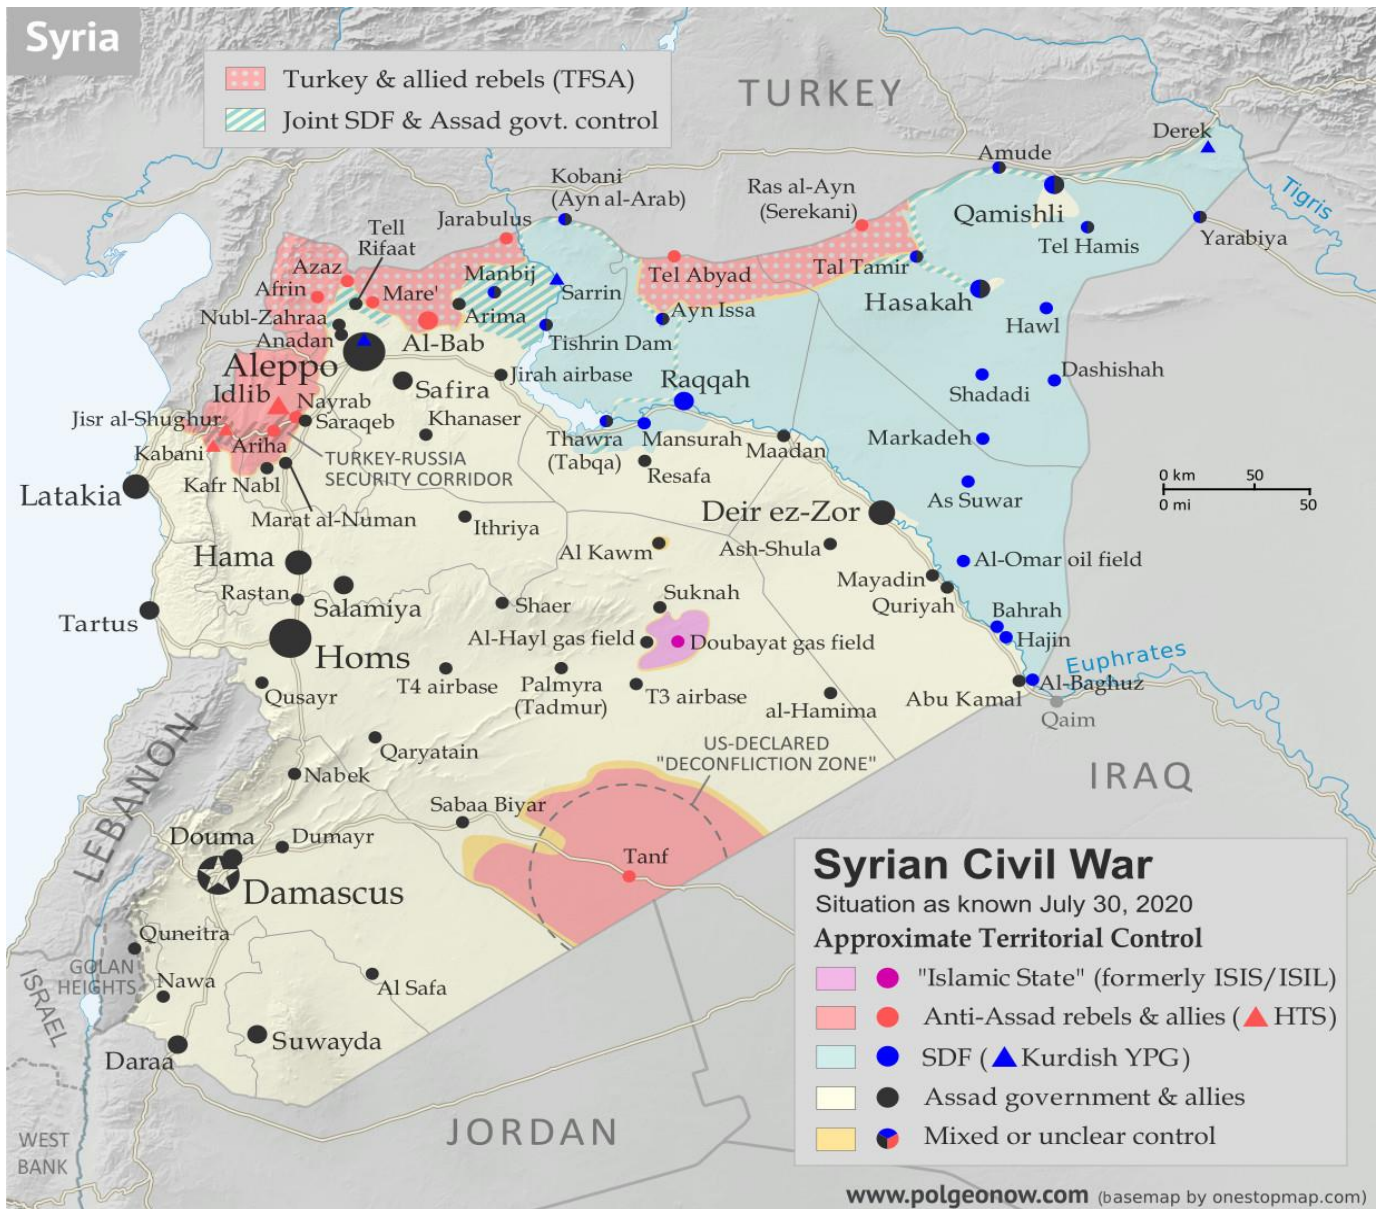 Syria
Turkey & allied rebels (TFSA)
Joint SDF & Assad govt. control
TURKEY
Derek
Amude
Kobani
(Ayn al-Arab)
Ras al-Ayn
(Serekani)
Tigris
Jarabulus
Qamishli
Tell
Rifaat
Tel Hamis
Yarabiya
Azaz
Manbij
Tel Abyad
Tal Tamir
Afrin
Mare'
Sarrin
Hasakah
Nubl-Zahraa
Arima
Ayn Issa
Hawl
Anadan
Al-Bab
Tishrin Dam
Aleppo
Safira
Jirah airbase
Raqqah
Dashishah
Idlib
Nayrab
Shadadi
Jisr al-Shughur
Saraqeb
Khanaser
Kabani
Ariha
Thawra
(Tabqa)
Mansurah
Maadan
Markadeh
TURKEY-RUSSIA
SECURITY CORRIDOR
Resafa
Kafr Nabl
Latakia
Marat al-Numan
Ithriya
Deir ez-Zor
As Suwar
0 km
50
0 mi
50
Hama
Al Kawm
Ash-Shula
Al-Omar oil field
Rastan
Salamiya
Shaer
Suknah
Mayadin
Quriyah
Tartus
Bahrah
Homs
Al-Hayl gas field
Doubayat gas field
Hajin
Euphrates
T4 airbase
Palmyra
(Tadmur)
T3 airbase
al-Hamima
Abu Kamal
Al-Baghuz
Qusayr
Qaim
LEBANON
Qaryatain
US-DECLARED
"DECONFLICTION ZONE"
IRAQ
Nabek
Sabaa Biyar
Douma
Dumayr
Tanf
Damascus
Quneitra
GOLAN
HEIGHTS
ISRAEL
Nawa
Al Safa
Daraa
Suwayda
JORDAN
WEST
BANK
Syrian Civil War
Situation as known July 30, 2020
Approximate Territorial Control
"Islamic State" (formerly ISIS/ISIL)
Anti-Assad rebels & allies ( HTS)
SDF ( Kurdish YPG)
Assad government & allies
Mixed or unclear control
www.polgeonow.com (basemap by onestopmap.com)